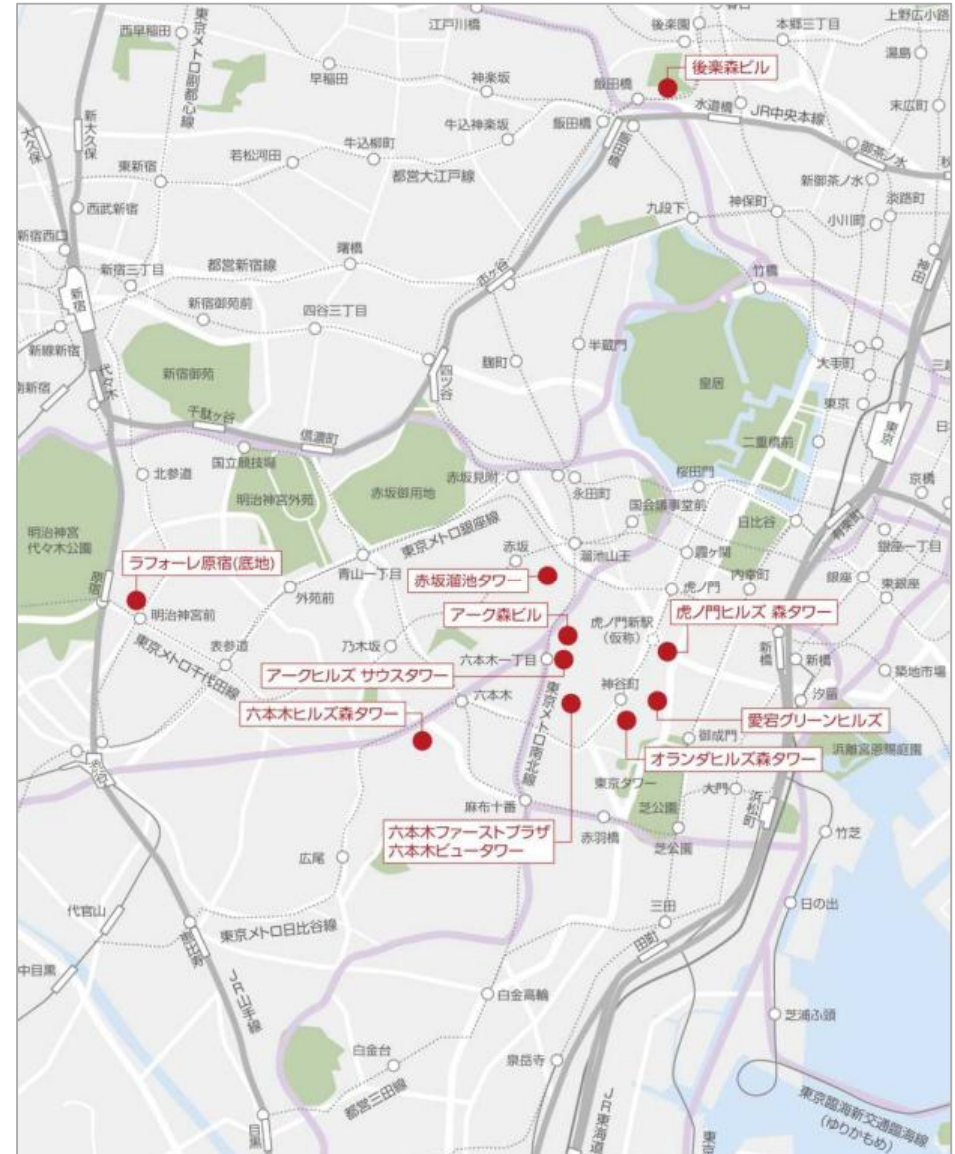 江戸川橋
後楽園
本郷三丁目
上野広小路
西早稲田
東京メトロ副都心線
早稲田
神楽坂
飯田橋
後楽森ビル
湯島
水道橋
JR中央本線
末広町
新大久保
大久保
牛込神楽坂
飯田橋
飯田橋
御茶ノ水
若松河田
牛込柳町
東新宿
都営大江戸線
新御茶ノ水
淡路町
西武新宿
九段下
神保町
小川町
新宿西口
曙橋
市ヶ谷
新宿三丁目
都営新宿線
竹橋
神田
新宿
新宿御苑前
四谷三丁目
新線新宿
麹町
半蔵門
大手町
南新宿
代々木
新宿御苑
四ツ谷
皇居
東京
東京
千駄ヶ谷
信濃町
二重橋前
国立競技場
北参道
明治神宮外苑
赤坂御用地
赤坂見附
永田町
桜田門
京橋
国会議事堂前
日比谷
有楽町
明治神宮
代々木公園
東京メトロ銀座線
赤坂
溜池山王
霞ヶ関
銀座一丁目
ラフォーレ原宿(底地)
青山一丁目
赤坂溜池タワー
虎ノ門
内幸町
銀座
東銀座
原宿
外苑前
明治神宮前
アーク森ビル
虎ノ門新駅
(仮称)
虎ノ門ヒルズ 森タワー
表参道
乃木坂
六本木一丁目
新橋
新橋
築地市場
東京メトロ千代田線
アークヒルズ サウスタワー
六本木
神谷町
汐留
六本木ヒルズ森タワー
東京メトロ南北線
愛宕グリーンヒルズ
御成門
浜離宮恩賜庭園
オランダヒルズ森タワー
渋谷
東京タワー
大門
浜松町
麻布十番
芝公園
六本木ファーストプラザ
六本木ビュータワー
赤羽橋
芝公園
竹芝
広尾
代官山
三田
日の出
東京メトロ日比谷線
恵比寿
田町
中目黒
JR山手線
白金高輪
芝浦ふ頭
白金台
泉岳寺
都営三田線
目黒
JR東海道
東京臨海新交通臨海線
(ゆりかもめ)